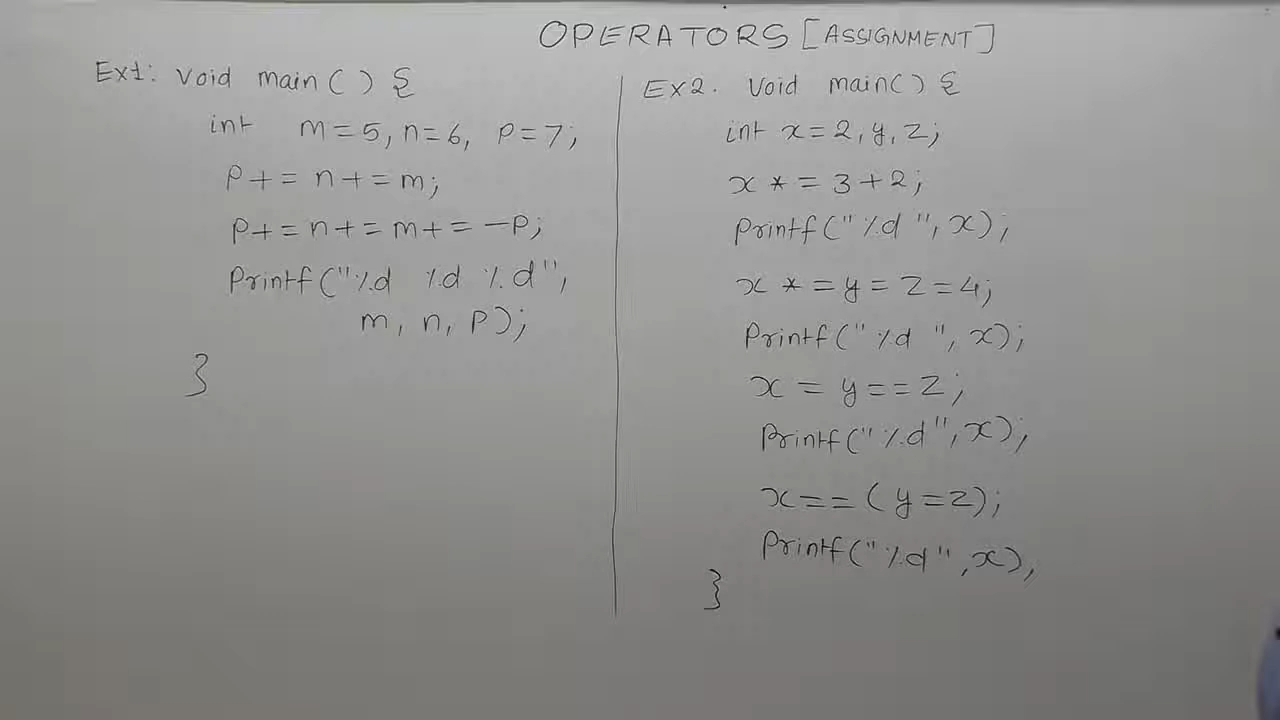 OPERATORS [ASSIGNMENT]
Ex1: void main() {
int m=5, n=6, p=7;
p+=n+=m;
p+=n+=m+=-p;
Printf("%d %d %d",
m, n, p);
}
Ex2. void main() {
int x=2, y, z;
x *= 3+2;
Printf("%d ", x);
x *= y = z = 4;
Printf("%d ", x);
x = y == z;
Printf("%d", x);
x == (y=z);
Printf("%d", x),
}